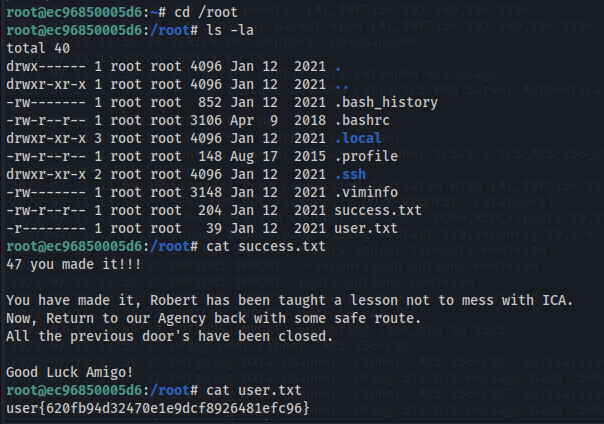 root@ec96850005d6:~# cd /root
root@ec96850005d6:/root# ls -la
total 40
drwx------ 1 root root 4096 Jan 12  2021 .
drwxr-xr-x 1 root root 4096 Jan 12  2021 ..
-rw------- 1 root root  852 Jan 12  2021 .bash_history
-rw-r--r-- 1 root root 3106 Apr  9  2018 .bashrc
drwxr-xr-x 3 root root 4096 Jan 12  2021 .local
-rw-r--r-- 1 root root  148 Aug 17  2015 .profile
drwxr-xr-x 2 root root 4096 Jan 12  2021 .ssh
-rw------- 1 root root 3148 Jan 12  2021 .viminfo
-rw-r--r-- 1 root root  204 Jan 12  2021 success.txt
-r-------- 1 root root   39 Jan 12  2021 user.txt
root@ec96850005d6:/root# cat success.txt
47 you made it!!!
You have made it, Robert has been taught a lesson not to mess with ICA.
Now, Return to our Agency back with some safe route.
All the previous door's have been closed.
Good Luck Amigo!
root@ec96850005d6:/root# cat user.txt
user{620fb94d32470e1e9dcf8926481efc96}